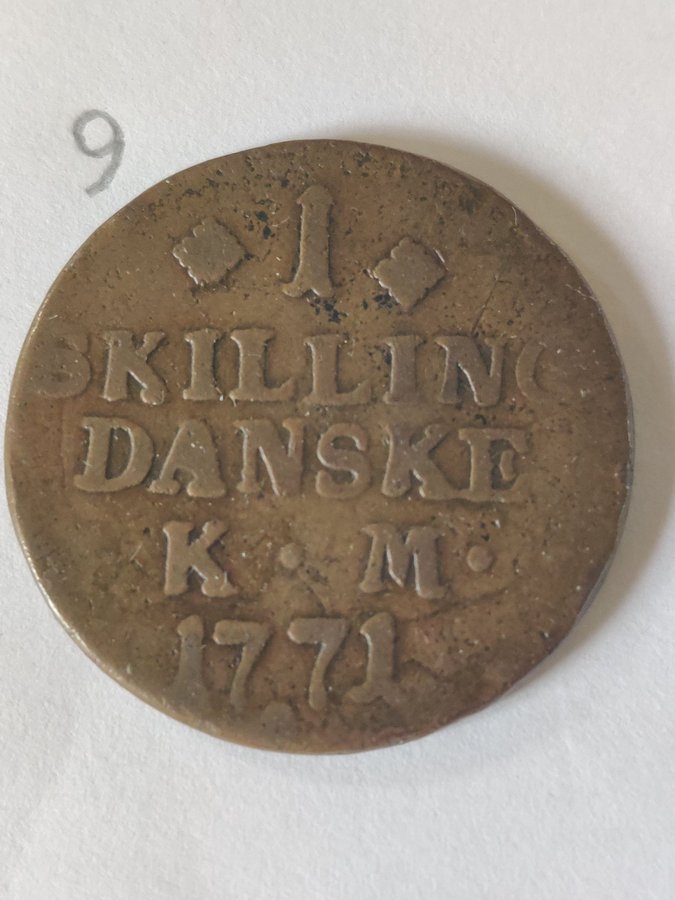 9
1
SKILLING
DANSKE
K · M ·
1771